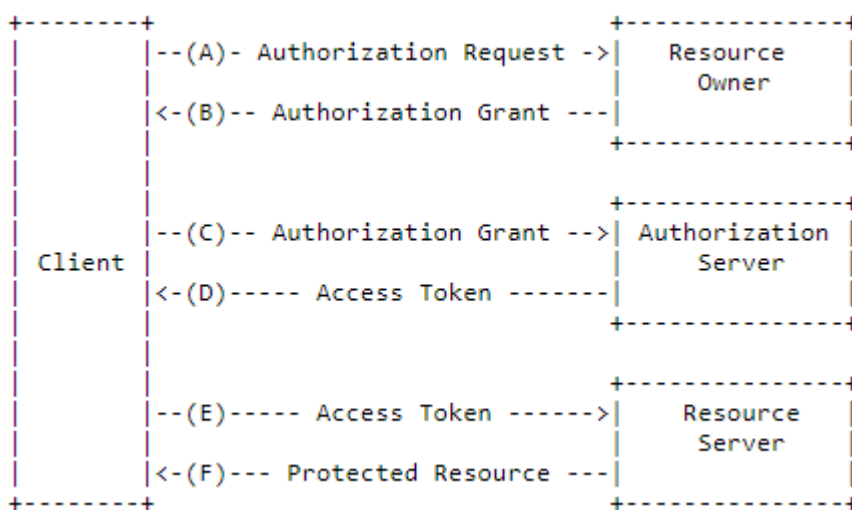 +--------+                               +---------------+
|        |--(A)- Authorization Request ->|   Resource    |
|        |                               |     Owner     |
|        |<-(B)-- Authorization Grant ---|               |
|        |                               +---------------+
|        |
|        |                               +---------------+
|        |--(C)-- Authorization Grant -->| Authorization |
| Client |                               |     Server    |
|        |<-(D)----- Access Token -------|               |
|        |                               +---------------+
|        |
|        |                               +---------------+
|        |--(E)----- Access Token ------>|    Resource   |
|        |                               |     Server    |
|        |<-(F)--- Protected Resource ---|               |
+--------+                               +---------------+